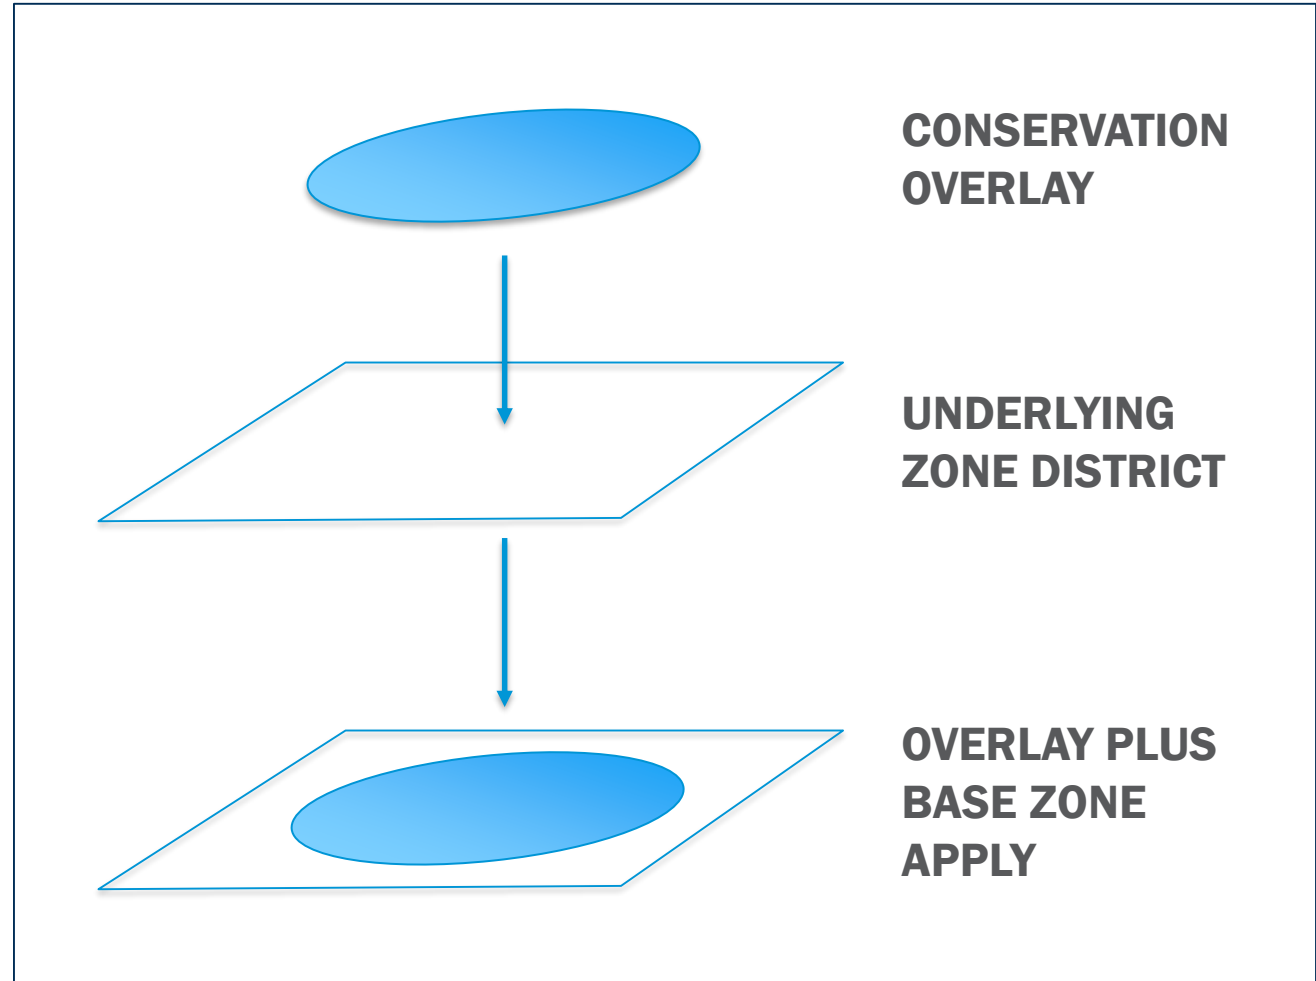 CONSERVATION
OVERLAY
UNDERLYING
ZONE DISTRICT
OVERLAY PLUS
BASE ZONE
APPLY